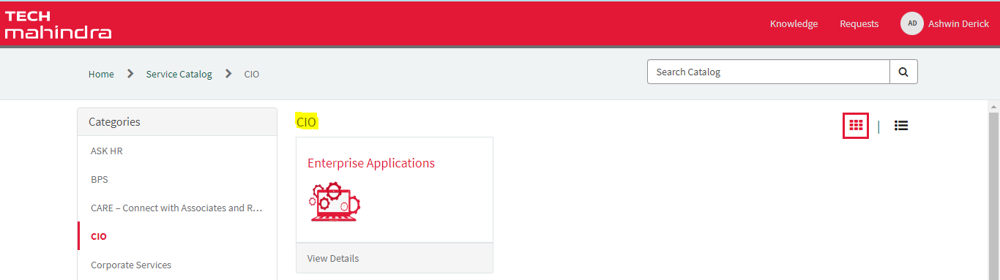 TECH
mahindra
Knowledge
Requests
AD
Ashwin Derick
Home
Service Catalog
CIO
Search Catalog
Categories
ASK HR
BPS
CARE – Connect with Associates and R…
CIO
Corporate Services
CIO
Enterprise Applications
View Details